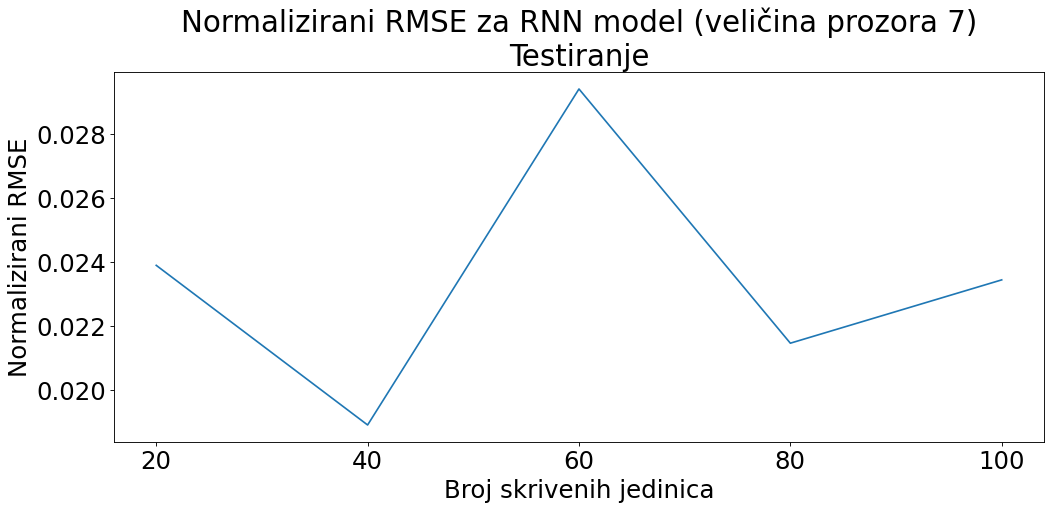 Normalizirani RMSE za RNN model (veličina prozora 7)
Testiranje
Normalizirani RMSE
0.028
0.026
0.024
0.022
0.020
20 40 60 80 100
Broj skrivenih jedinica